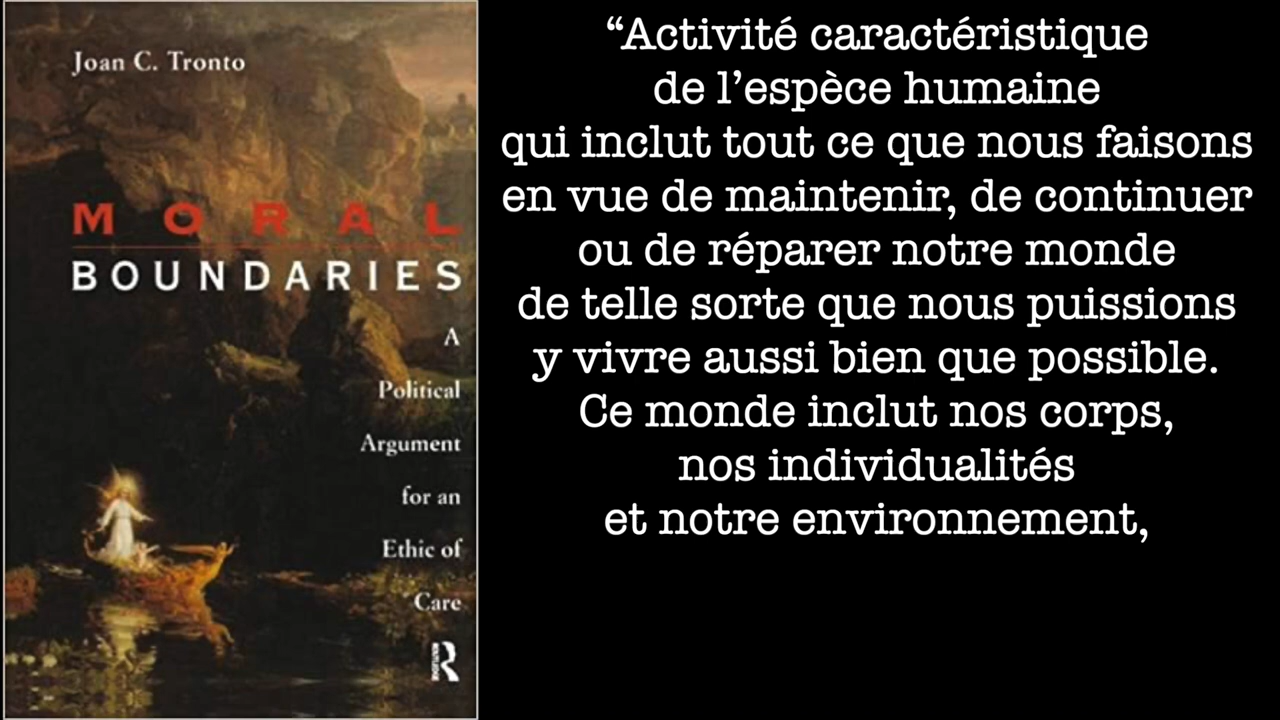 Joan C. Tronto
MORAL
BOUNDARIES
A
Political
Argument
for an
Ethic of
Care
R
ROUTLEDGE
“Activité caractéristique
de l’espèce humaine
qui inclut tout ce que nous faisons
en vue de maintenir, de continuer
ou de réparer notre monde
de telle sorte que nous puissions
y vivre aussi bien que possible.
Ce monde inclut nos corps,
nos individualités
et notre environnement,